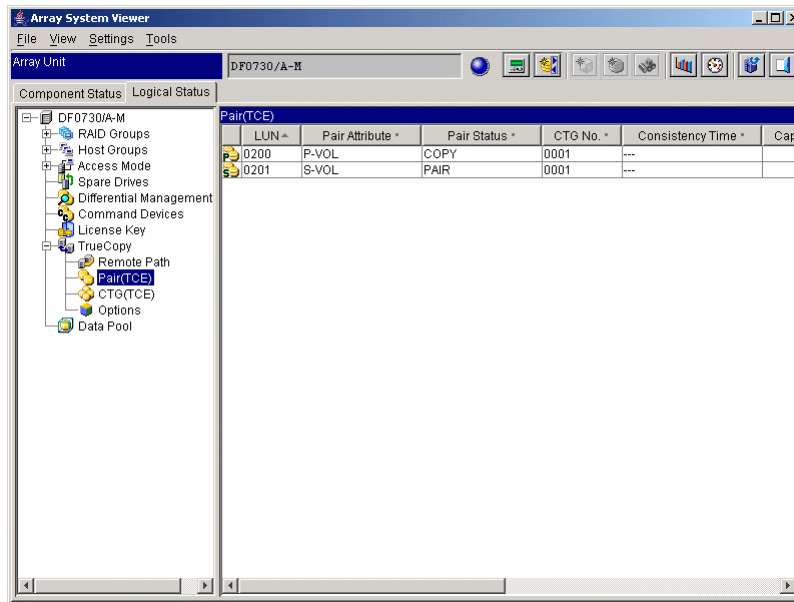 Array System Viewer
File View Settings Tools
Array Unit
DF0730/A-M
Component Status Logical Status
DF0730/A-M
RAID Groups
Host Groups
Access Mode
Spare Drives
Differential Management
Command Devices
License Key
TrueCopy
Remote Path
Pair(TCE)
CTG(TCE)
Options
Data Pool
Pair(TCE)
LUN Pair Attribute Pair Status CTG No. Consistency Time Cap
0200 P-VOL COPY 0001 ---
0201 S-VOL PAIR 0001 ---